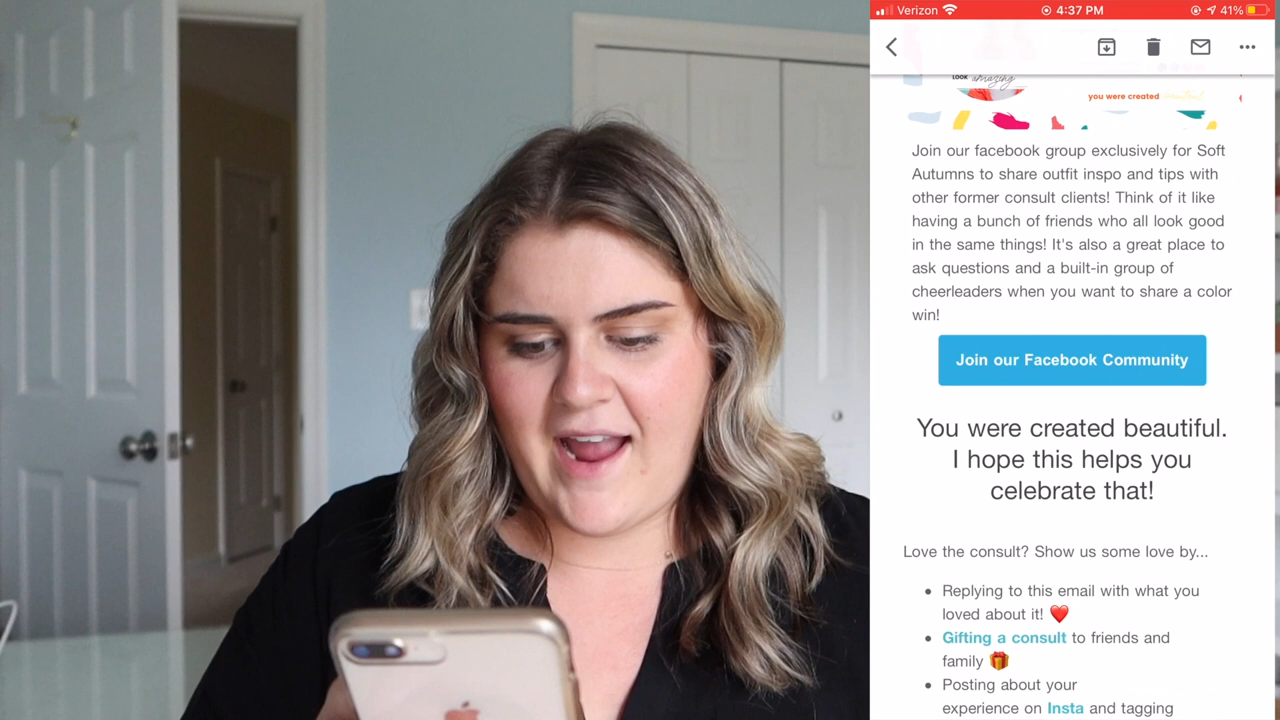 Verizon
4:37 PM
41%
LOOK amazing
you were created beautiful
Join our facebook group exclusively for Soft
Autumns to share outfit inspo and tips with
other former consult clients! Think of it like
having a bunch of friends who all look good
in the same things! It's also a great place to
ask questions and a built-in group of
cheerleaders when you want to share a color
win!
Join our Facebook Community
You were created beautiful.
I hope this helps you
celebrate that!
Love the consult? Show us some love by...
Replying to this email with what you
loved about it! ❤️
Gifting a consult to friends and
family 🎁
Posting about your
experience on Insta and tagging